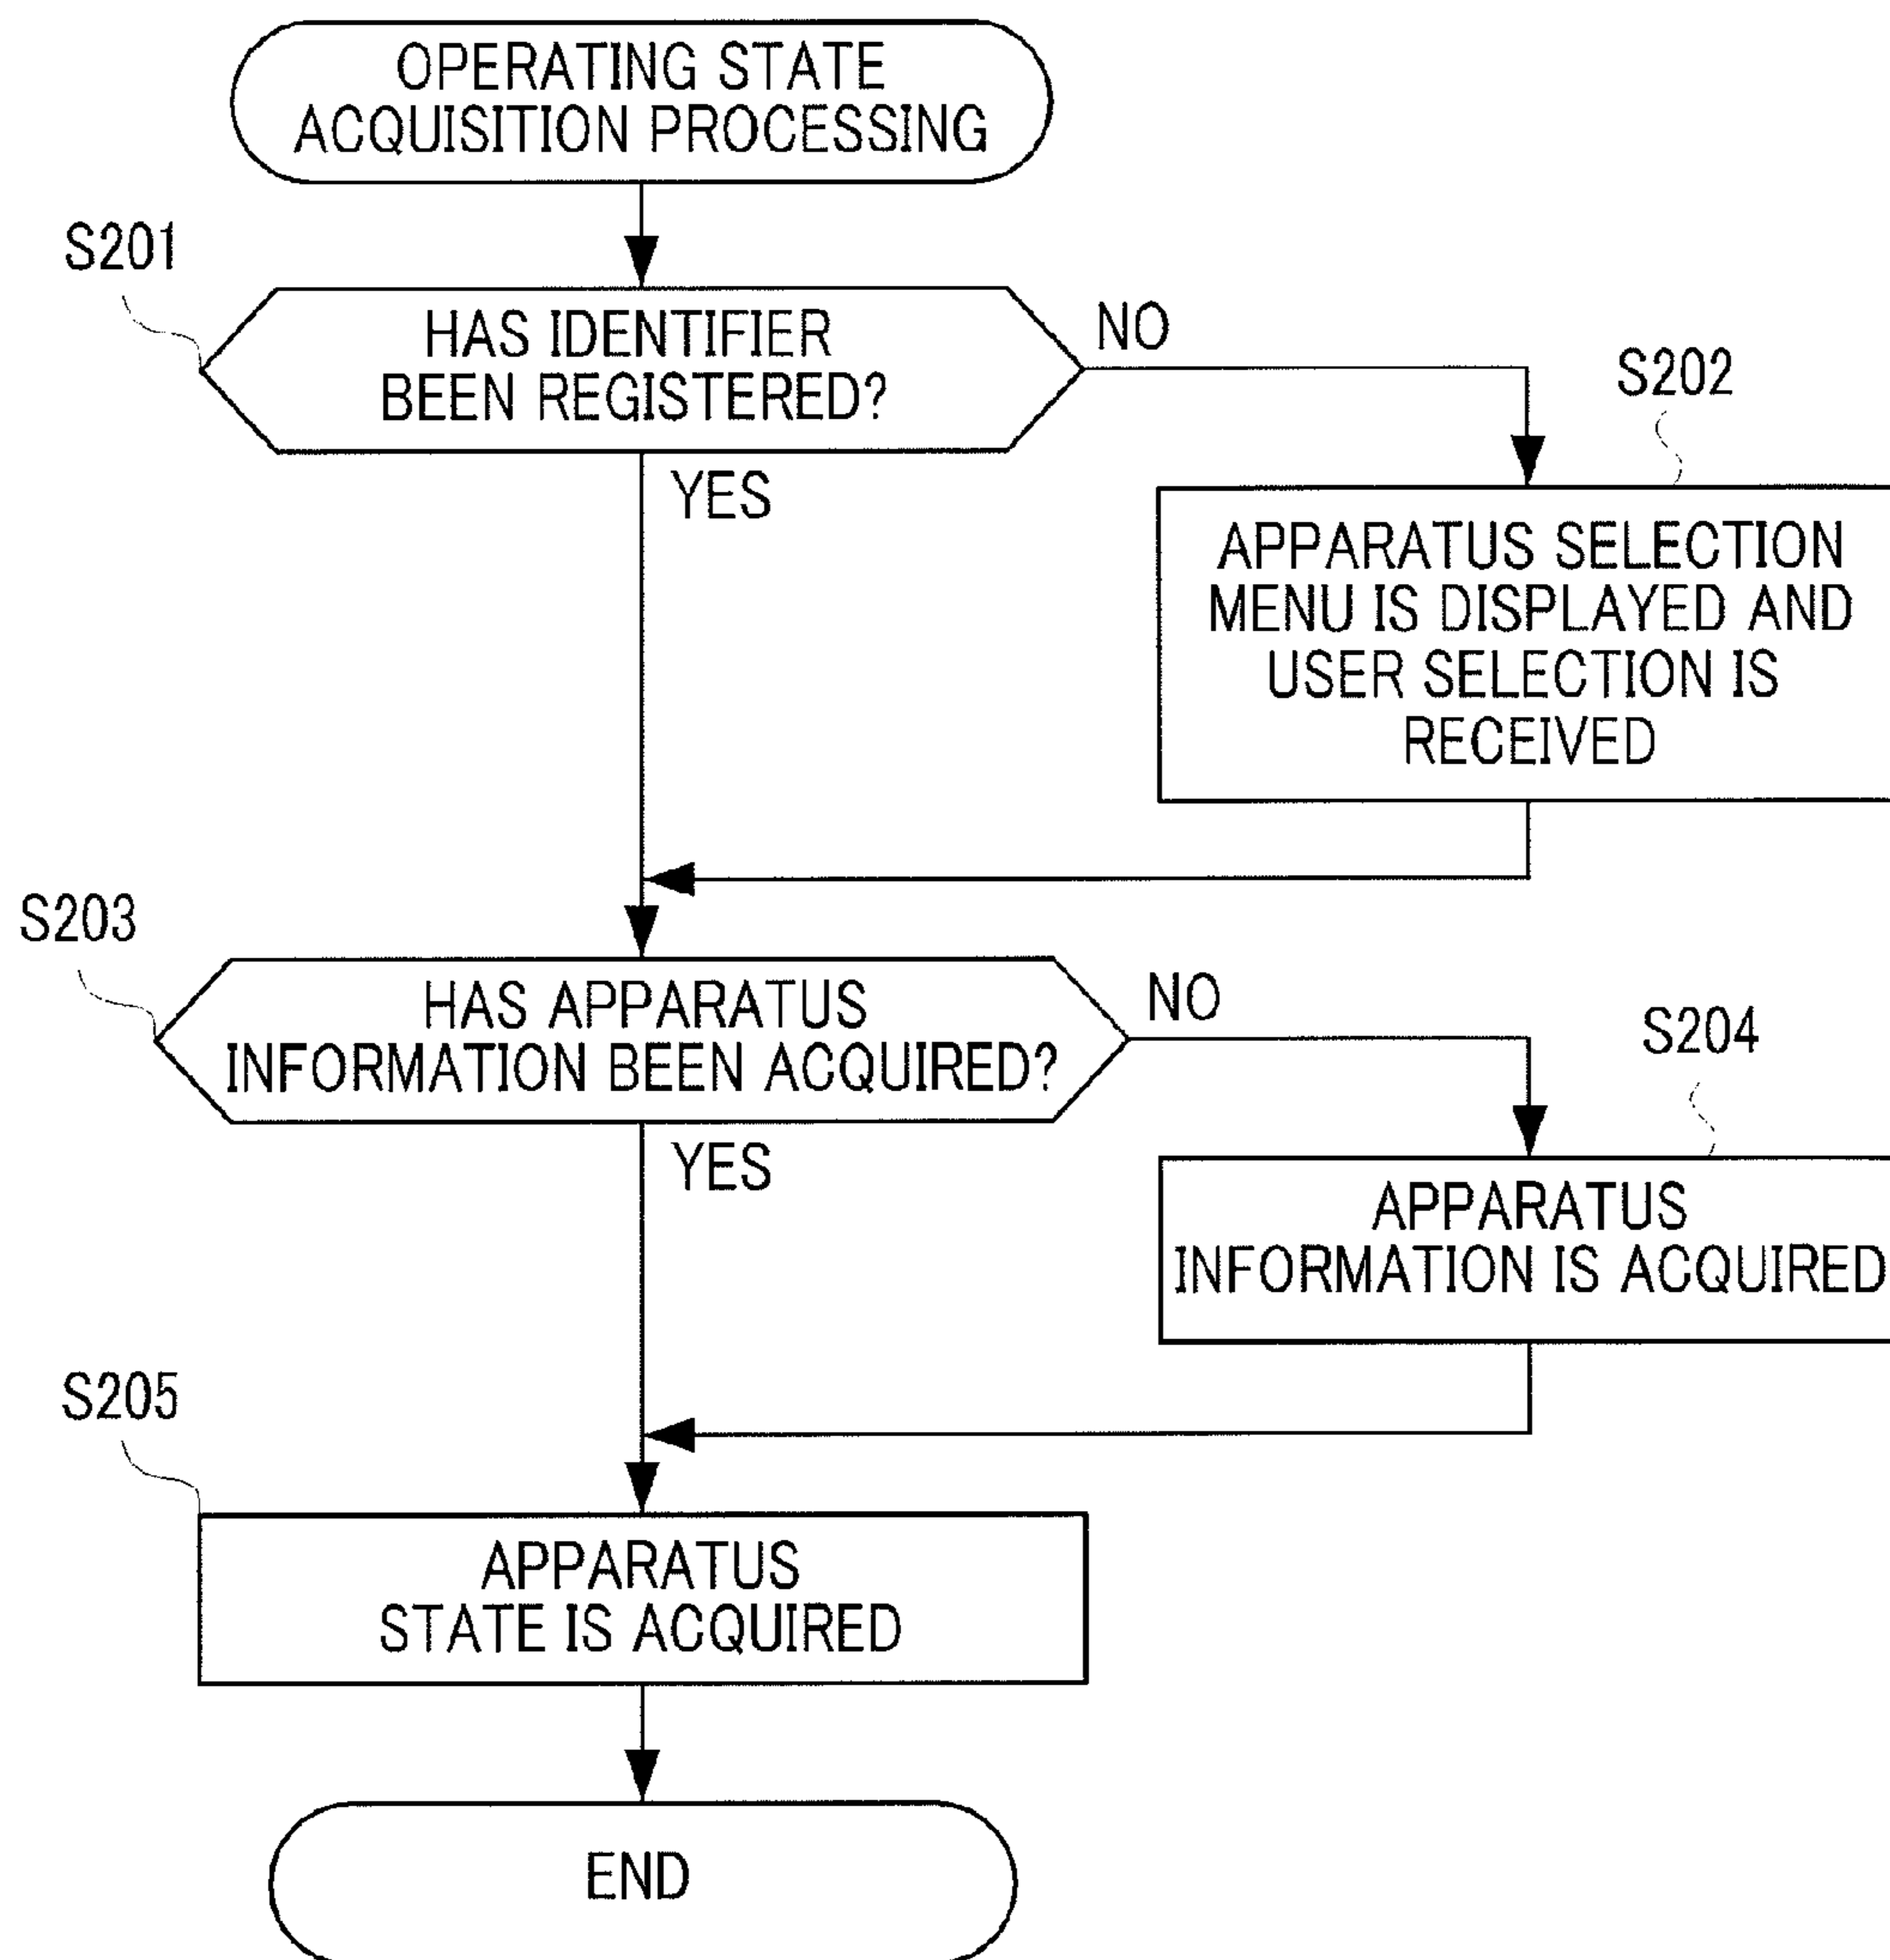 OPERATING STATE
ACQUISITION PROCESSING
S201
HAS IDENTIFIER
BEEN REGISTERED?
NO
YES
S202
APPARATUS SELECTION
MENU IS DISPLAYED AND
USER SELECTION IS
RECEIVED
S203
HAS APPARATUS
INFORMATION BEEN ACQUIRED?
NO
YES
S204
APPARATUS
INFORMATION IS ACQUIRED
S205
APPARATUS
STATE IS ACQUIRED
END